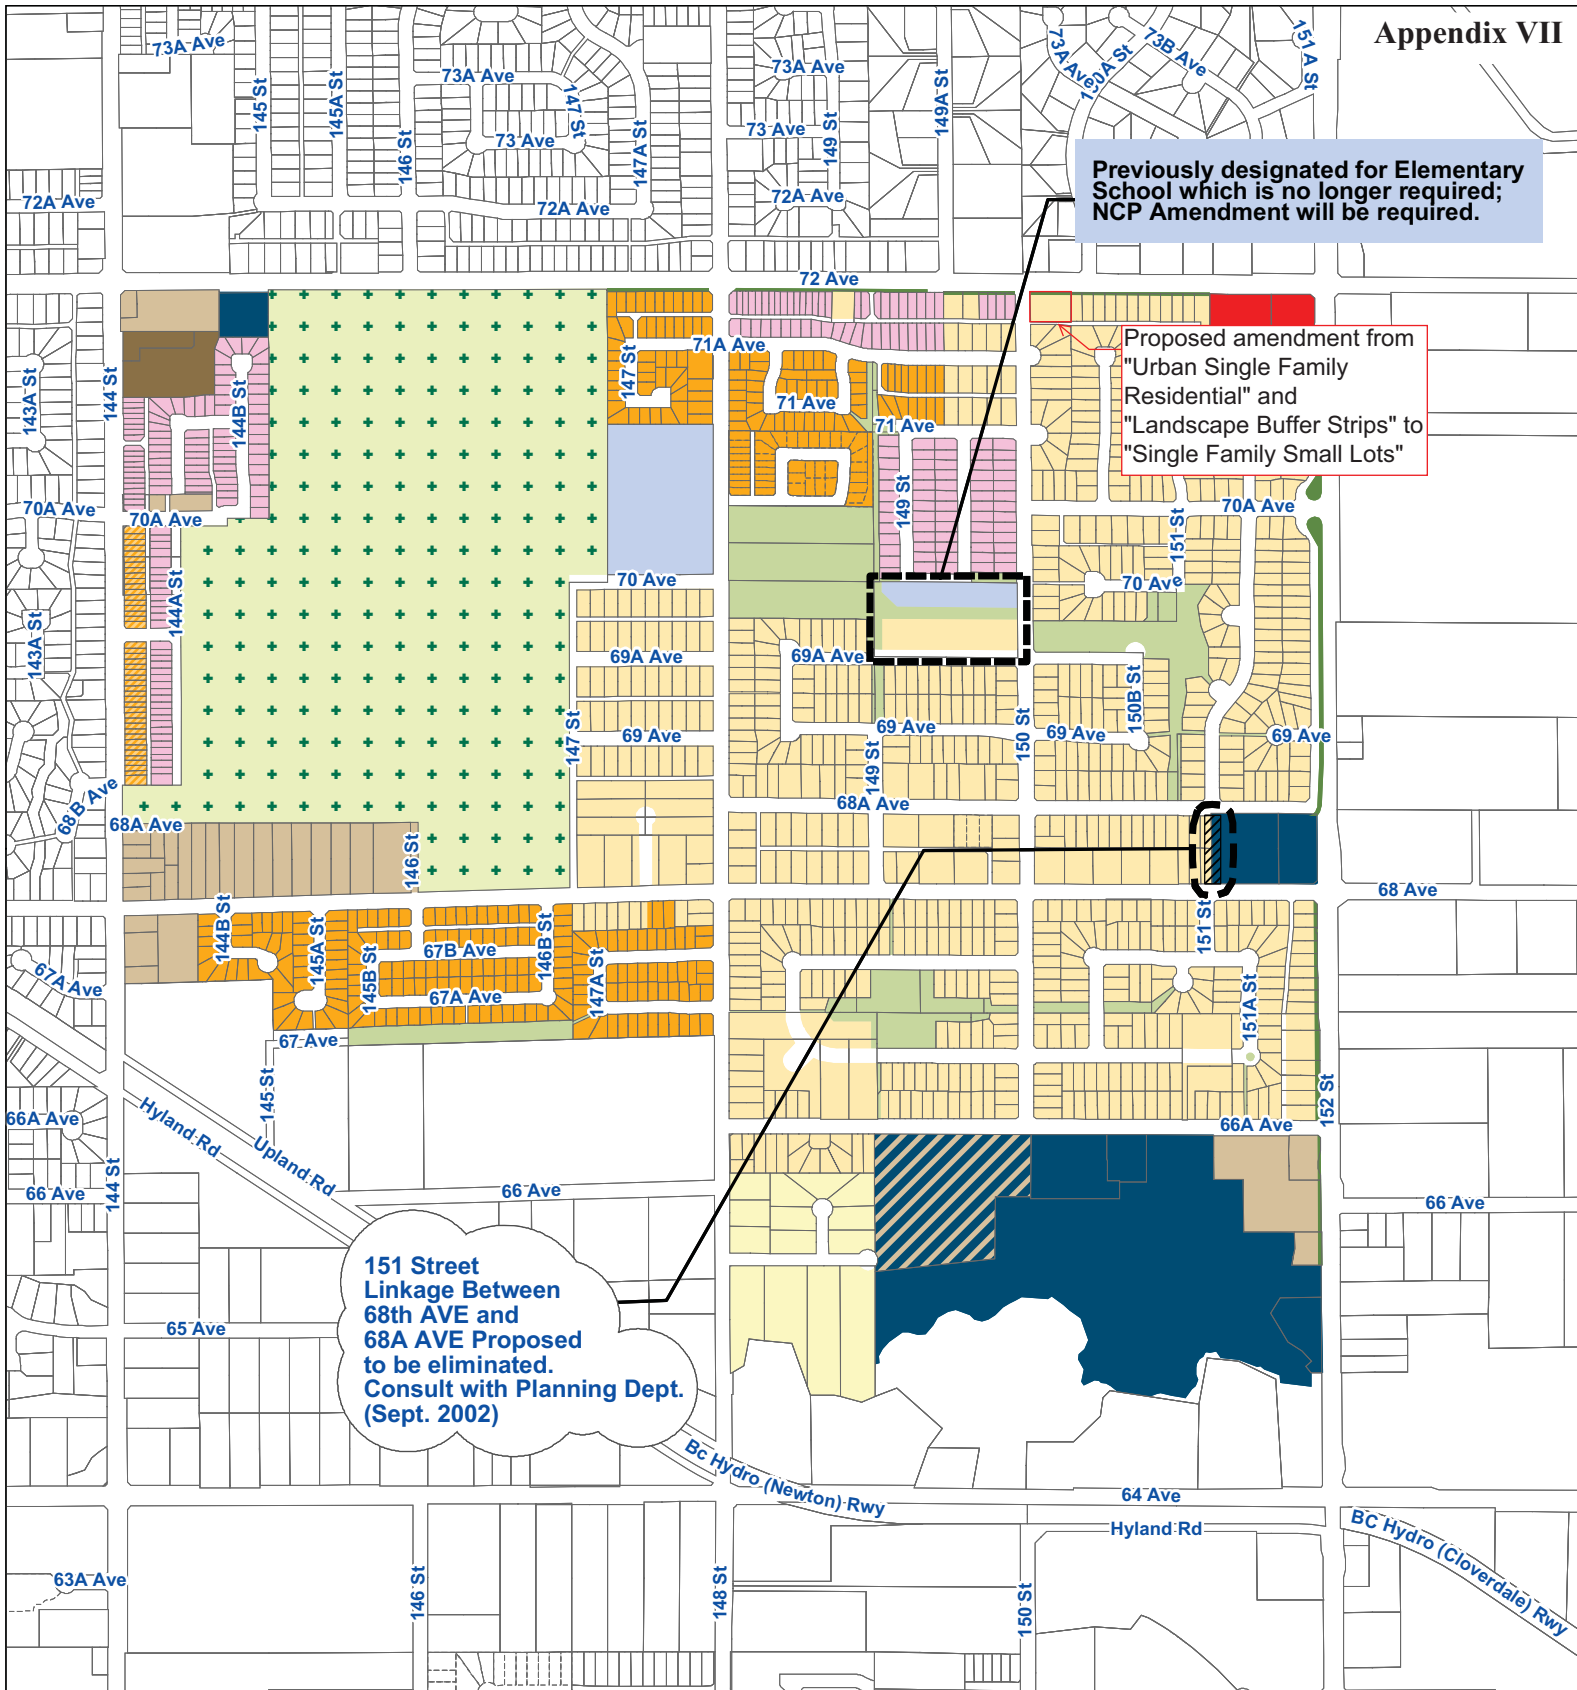 Appendix VII
73A Ave
145 St
145A St
146 St
73A Ave
147 St
73 Ave
147A St
73A Ave
73 Ave
149 St
149A St
73A Ave
150A St
73B Ave
151 A St
72A Ave
72A Ave
72A Ave
Previously designated for Elementary
School which is no longer required;
NCP Amendment will be required.
72 Ave
Proposed amendment from
"Urban Single Family
Residential" and
"Landscape Buffer Strips" to
"Single Family Small Lots"
143A St
144 St
144B St
147 St
71A Ave
71 Ave
71 Ave
149 St
70A Ave
70A Ave
70A Ave
151 St
144A St
70 Ave
70 Ave
143A St
69A Ave
69A Ave
150B St
147 St
69 Ave
149 St
69 Ave
150 St
69 Ave
69 Ave
68B Ave
68A Ave
68A Ave
146 St
68 Ave
144B St
145A St
145B St
67B Ave
146B St
147A St
67A Ave
151 St
67A Ave
151A St
67 Ave
145 St
152 St
66A Ave
Hyland Rd
Upland Rd
66A Ave
66 Ave
144 St
66 Ave
66 Ave
151 Street
Linkage Between
68th AVE and
68A AVE Proposed
to be eliminated.
Consult with Planning Dept.
(Sept. 2002)
65 Ave
Bc Hydro (Newton) Rwy
64 Ave
Hyland Rd
BC Hydro (Cloverdale) Rwy
63A Ave
146 St
148 St
150 St